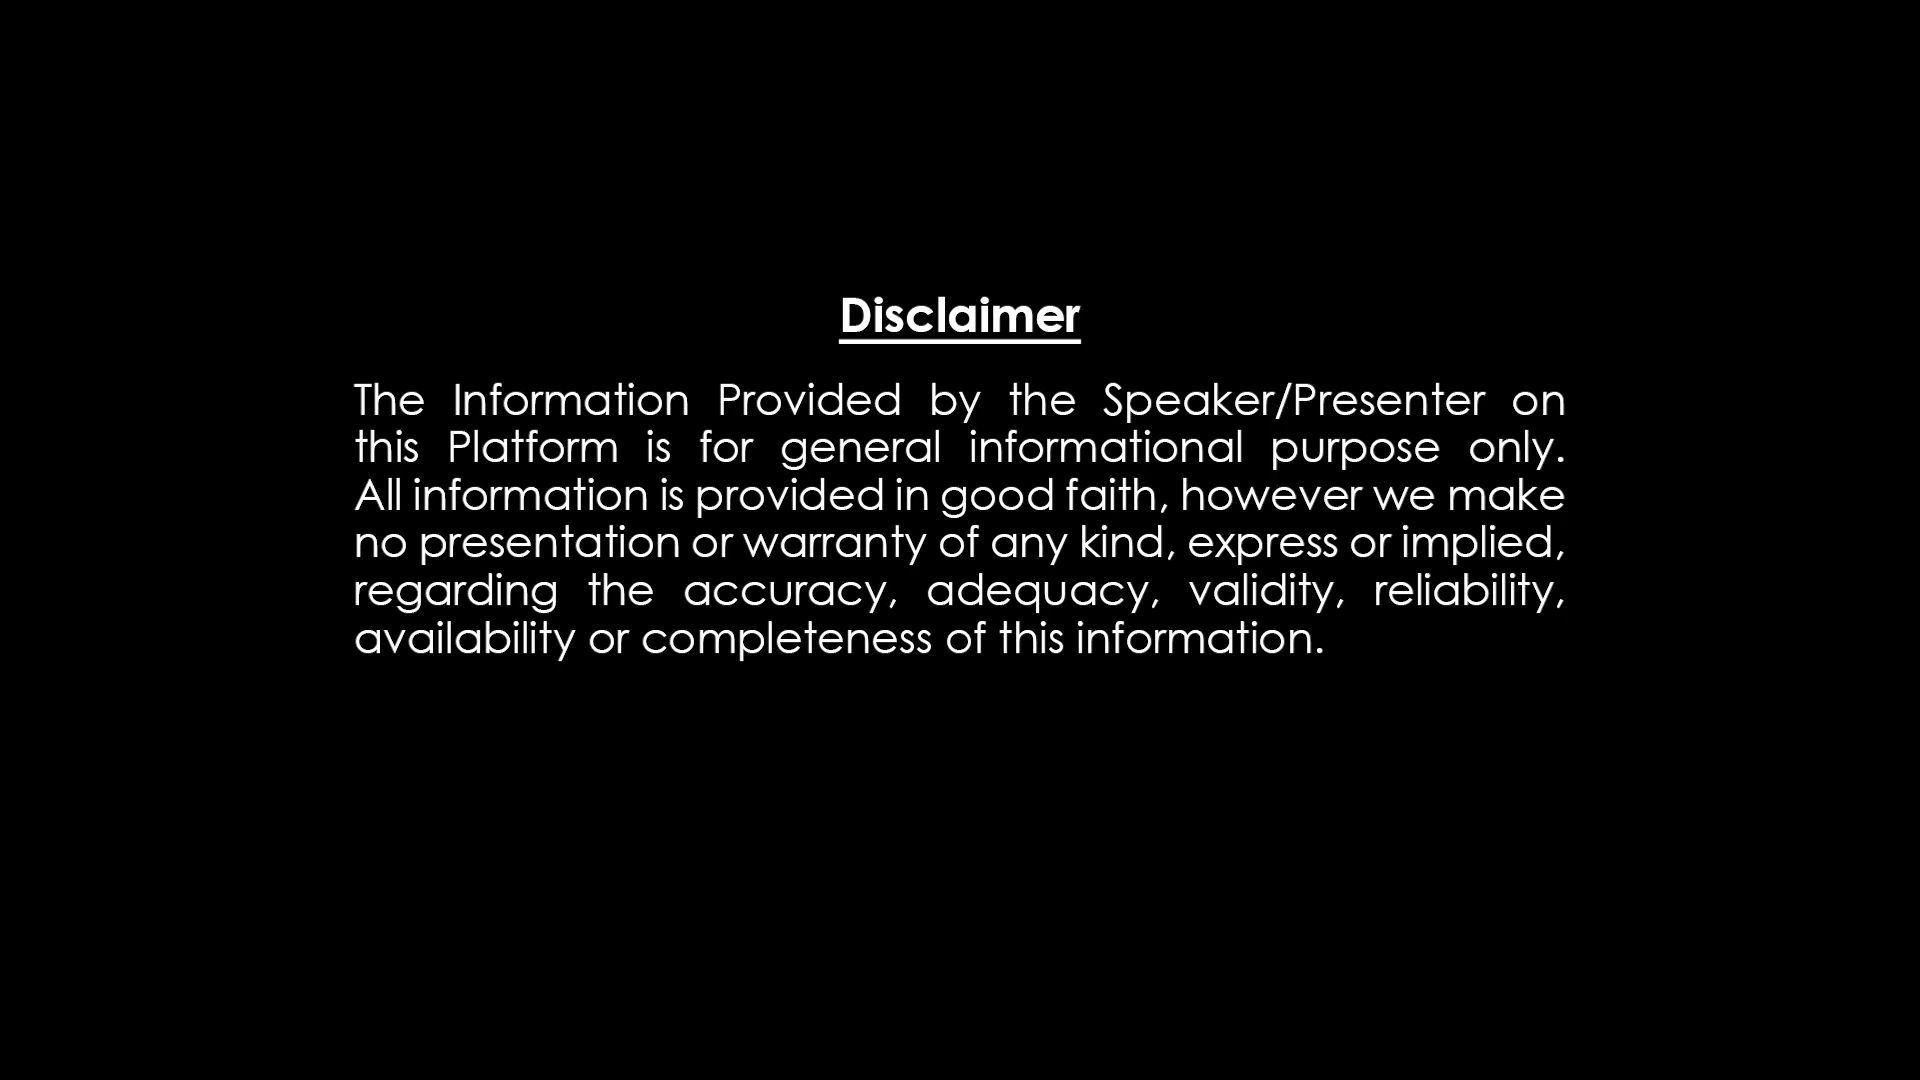 Disclaimer
The Information Provided by the Speaker/Presenter on
this Platform is for general informational purpose only.
All information is provided in good faith, however we make
no presentation or warranty of any kind, express or implied,
regarding the accuracy, adequacy, validity, reliability,
availability or completeness of this information.